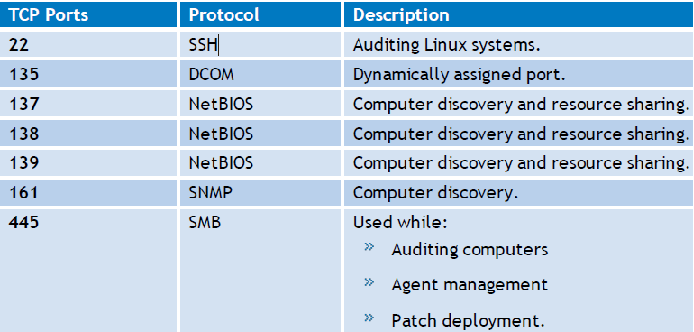 TCP Ports Protocol Description
22 SSH Auditing Linux systems.
135 DCOM Dynamically assigned port.
137 NetBIOS Computer discovery and resource sharing.
138 NetBIOS Computer discovery and resource sharing.
139 NetBIOS Computer discovery and resource sharing.
161 SNMP Computer discovery.
445 SMB Used while:
» Auditing computers
» Agent management
» Patch deployment.